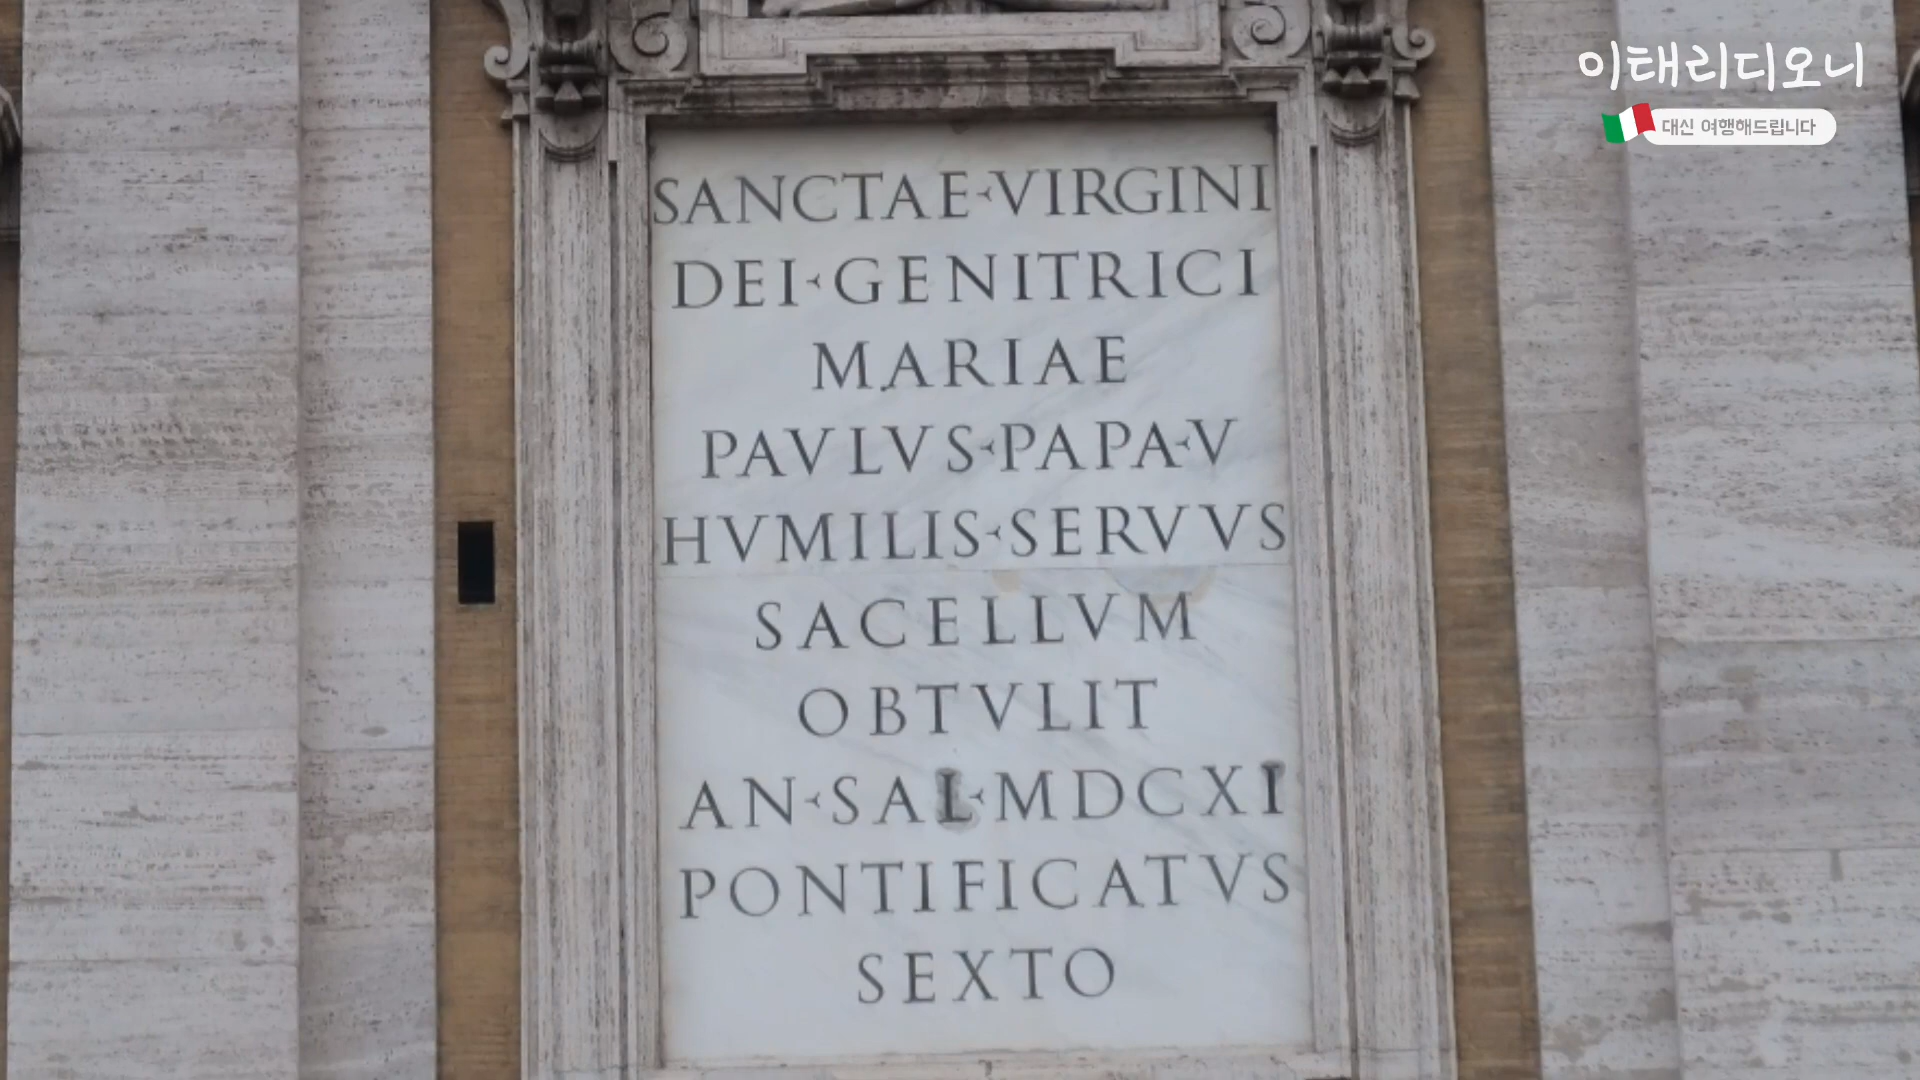 이태리디오니
대신 여행해드립니다
SANCTAE VIRGINI
DEI GENITRICI
MARIAE
PAVLVS PAPA V
HVMILIS SERVVS
SACELLVM
OBTVLIT
AN SAL MDCXI
PONTIFICATVS
SEXTO